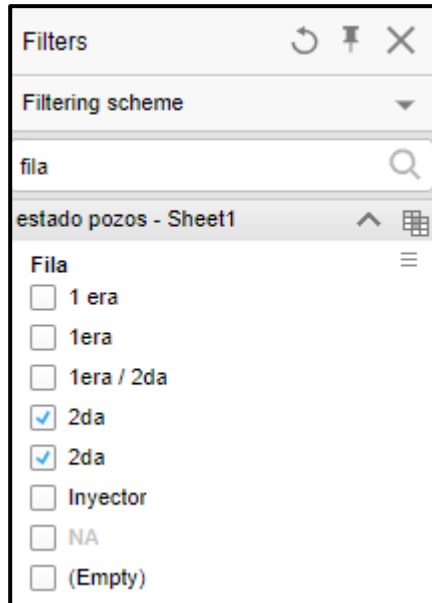 Filters
Filtering scheme
fila
estado pozos - Sheet1
Fila
1 era
1era
1era / 2da
2da
2da
Inyector
NA
(Empty)